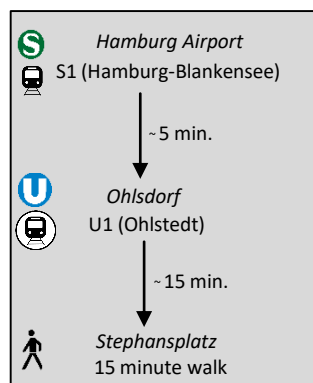 S
Hamburg Airport
S1 (Hamburg-Blankensee)
~5 min.
U
Ohlsdorf
U1 (Ohlstedt)
~15 min.
Stephansplatz
15 minute walk